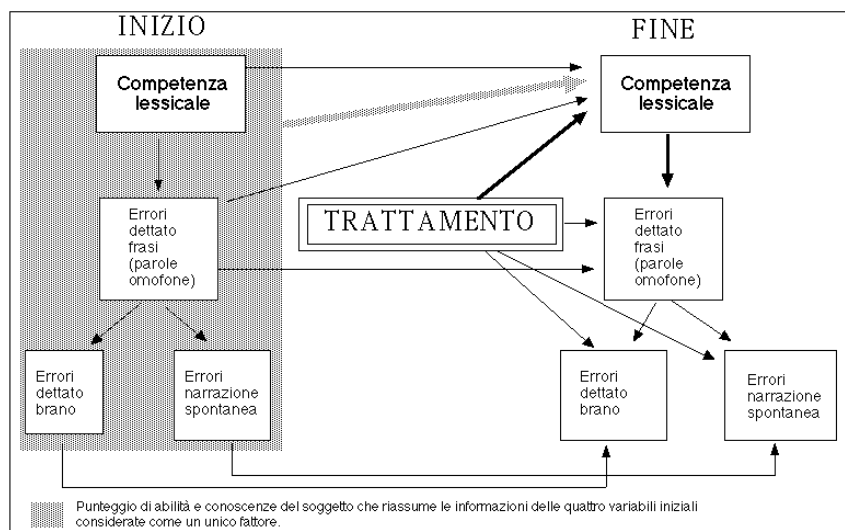 INIZIO
FINE
Competenza
lessicale
Competenza
lessicale
Errori
dettato
frasi
(parole
omofone)
TRATTAMENTO
Errori
dettato
frasi
(parole
omofone)
Errori
dettato
brano
Errori
narrazione
spontanea
Errori
dettato
brano
Errori
narrazione
spontanea
Punteggio di abilità e conoscenze del soggetto che riassume le informazioni delle quattro variabili iniziali
considerate come un unico fattore.